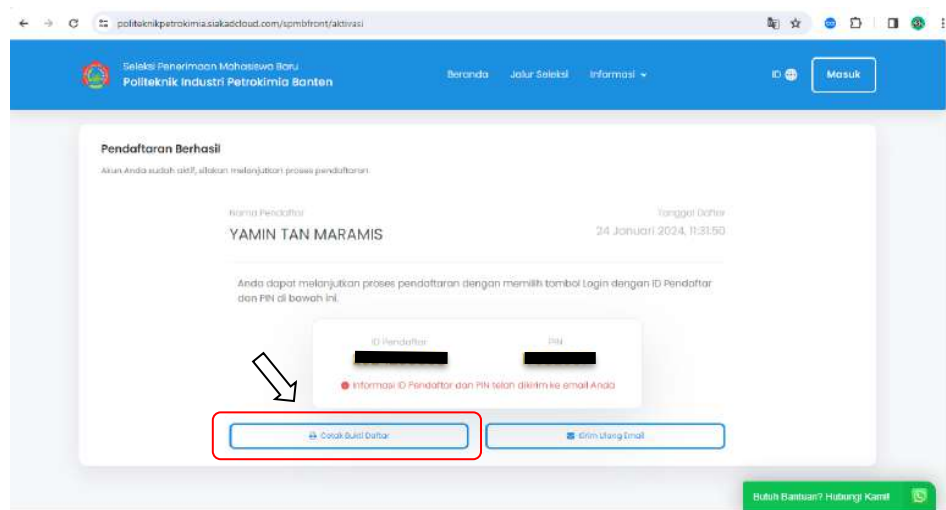 politeknikpetrokimia.siakadcloud.com/spmbfront/aktivasi
Seleksi Penerimaan Mahasiswa Baru
Politeknik Industri Petrokimia Banten
Beranda Jalur Seleksi Informasi
ID Masuk
Pendaftaran Berhasil
Akun Anda sudah aktif, silakan melanjutkan proses pendaftaran
Nama Pendaftar
Tanggal Daftar
YAMIN TAN MARAMIS
24 Januari 2024, 11:31:50
Anda dapat melanjutkan proses pendaftaran dengan memilih tombol Login dengan ID Pendaftar
dan PIN di bawah ini.
ID Pendaftar
PIN
Informasi ID Pendaftar dan PIN telah dikirim ke email Anda
Cetak Bukti Daftar
Kirim Ulang Email
Butuh Bantuan? Hubungi Kami!